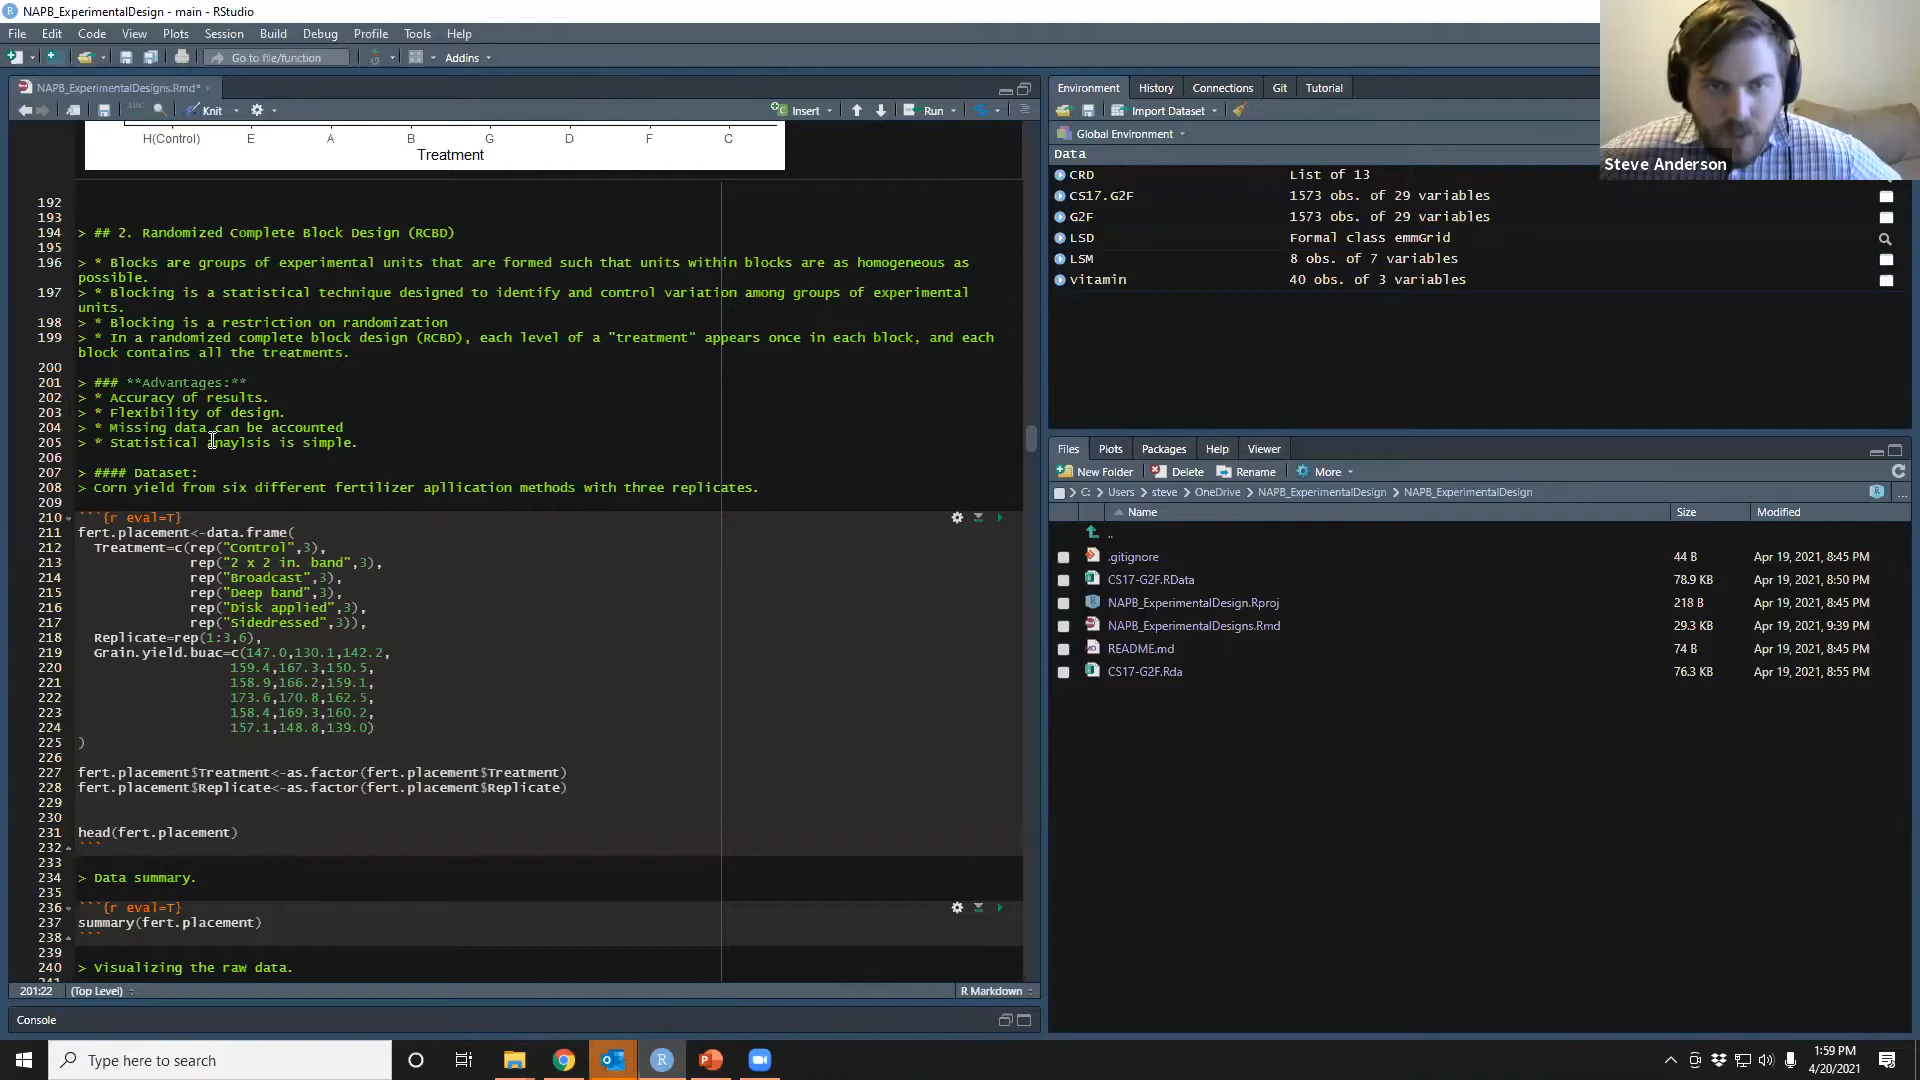 NAPB_ExperimentalDesign - main - RStudio
File Edit Code View Plots Session Build Debug Profile Tools Help
Go to file/function Addins
NAPB_ExperimentalDesigns.Rmd*
ABC Knit Insert Run
H(Control) E A B G D F C
Treatment
192
193
194 > ## 2. Randomized Complete Block Design (RCBD)
195
196 > * Blocks are groups of experimental units that are formed such that units within blocks are as homogeneous as
possible.
197 > * Blocking is a statistical technique designed to identify and control variation among groups of experimental
units.
198 > * Blocking is a restriction on randomization
199 > * In a randomized complete block design (RCBD), each level of a "treatment" appears once in each block, and each
block contains all the treatments.
200
201 > ### **Advantages:**
202 > * Accuracy of results.
203 > * Flexibility of design.
204 > * Missing data can be accounted
205 > * Statistical anaylsis is simple.
206
207 > #### Dataset:
208 > Corn yield from six different fertilizer apllication methods with three replicates.
209
210 ```{r eval=T}
211 fert.placement<-data.frame(
212 Treatment=c(rep("Control",3),
213 rep("2 x 2 in. band",3),
214 rep("Broadcast",3),
215 rep("Deep band",3),
216 rep("Disk applied",3),
217 rep("Sidedressed",3)),
218 Replicate=rep(1:3,6),
219 Grain.yield.buac=c(147.0,130.1,142.2,
220 159.4,167.3,150.5,
221 158.9,166.2,159.1,
222 173.6,170.8,162.5,
223 158.4,169.3,160.2,
224 157.1,148.8,139.0)
225 )
226
227 fert.placement$Treatment<-as.factor(fert.placement$Treatment)
228 fert.placement$Replicate<-as.factor(fert.placement$Replicate)
229
230
231 head(fert.placement)
232 ```
233
234 > Data summary.
235
236 ```{r eval=T}
237 summary(fert.placement)
238 ```
239
240 > Visualizing the raw data.
201:22 (Top Level) R Markdown
Console
Environment History Connections Git Tutorial
Import Dataset
Global Environment
Data
CRD List of 13
CS17.G2F 1573 obs. of 29 variables
G2F 1573 obs. of 29 variables
LSD Formal class emmGrid
LSM 8 obs. of 7 variables
vitamin 40 obs. of 3 variables
Steve Anderson
Files Plots Packages Help Viewer
New Folder Delete Rename More
C: Users steve OneDrive NAPB_ExperimentalDesign NAPB_ExperimentalDesign ...
Name Size Modified
..
.gitignore 44 B Apr 19, 2021, 8:45 PM
CS17-G2F.RData 78.9 KB Apr 19, 2021, 8:50 PM
NAPB_ExperimentalDesign.Rproj 218 B Apr 19, 2021, 8:45 PM
NAPB_ExperimentalDesigns.Rmd 29.3 KB Apr 19, 2021, 9:39 PM
README.md 74 B Apr 19, 2021, 8:45 PM
CS17-G2F.Rda 76.3 KB Apr 19, 2021, 8:55 PM
Type here to search
1:59 PM
4/20/2021